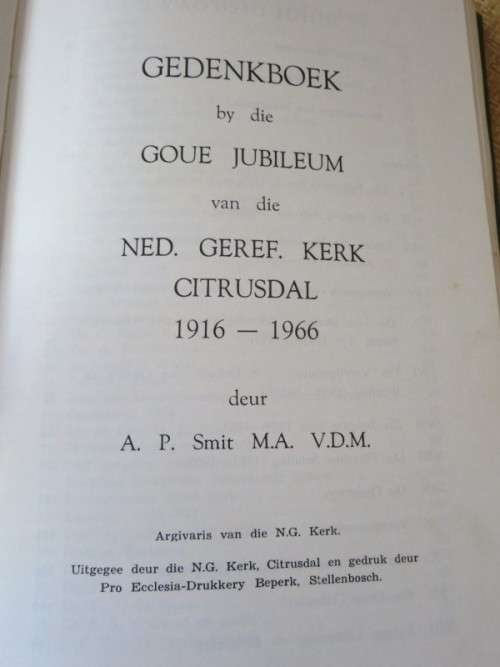 GEDENKBOEK
by die
GOUE JUBILEUM
van die
NED. GEREF. KERK
CITRUSDAL
1916 — 1966
deur
A. P. Smit M.A. V.D.M.
Argivaris van die N.G. Kerk.
Uitgegee deur die N.G. Kerk, Citrusdal en gedruk deur
Pro Ecclesia-Drukkery Beperk, Stellenbosch.